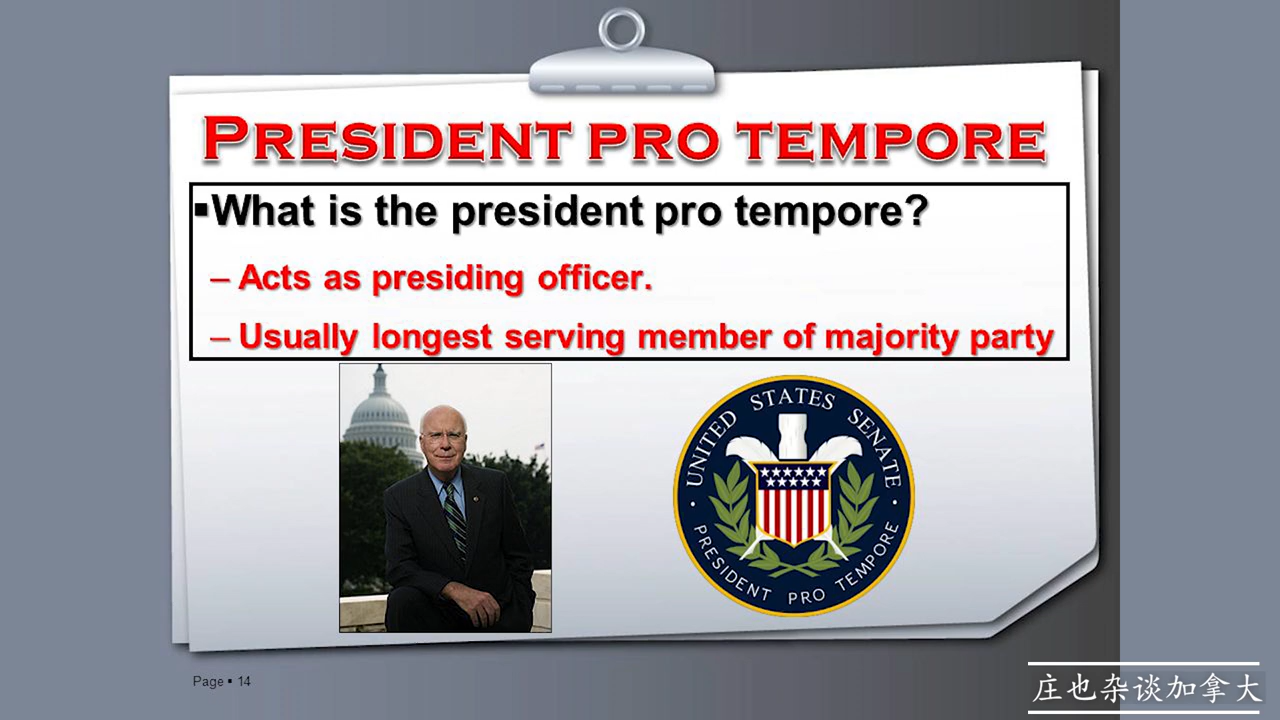 PRESIDENT PRO TEMPORE
▪What is the president pro tempore?
– Acts as presiding officer.
– Usually longest serving member of majority party
· UNITED STATES SENATE ·
PRESIDENT PRO TEMPORE
Page ▪ 14
庄也杂谈加拿大